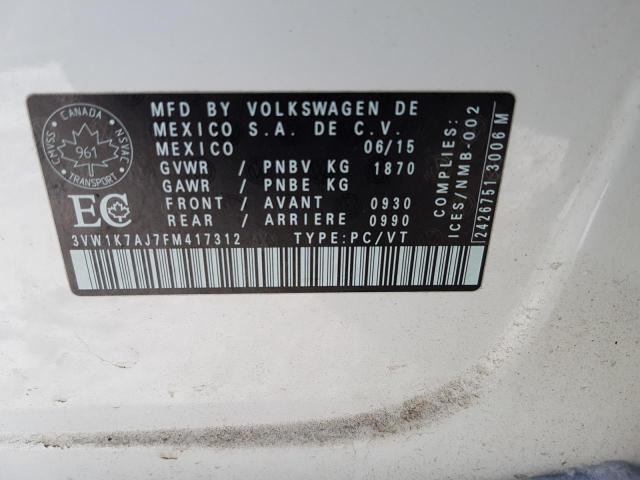 CANADA
CMVSS
961
NSVAC
TRANSPORT
EC
MFD BY VOLKSWAGEN DE
MEXICO S.A. DE C.V.
MEXICO 06/15
GVWR / PNBV KG 1870
GAWR / PNBE KG
FRONT / AVANT 0930
REAR / ARRIERE 0990
3VW1K7AJ7FM417312 TYPE:PC/VT
COMPLIES:
ICES/NMB-002
2426751 3006 M